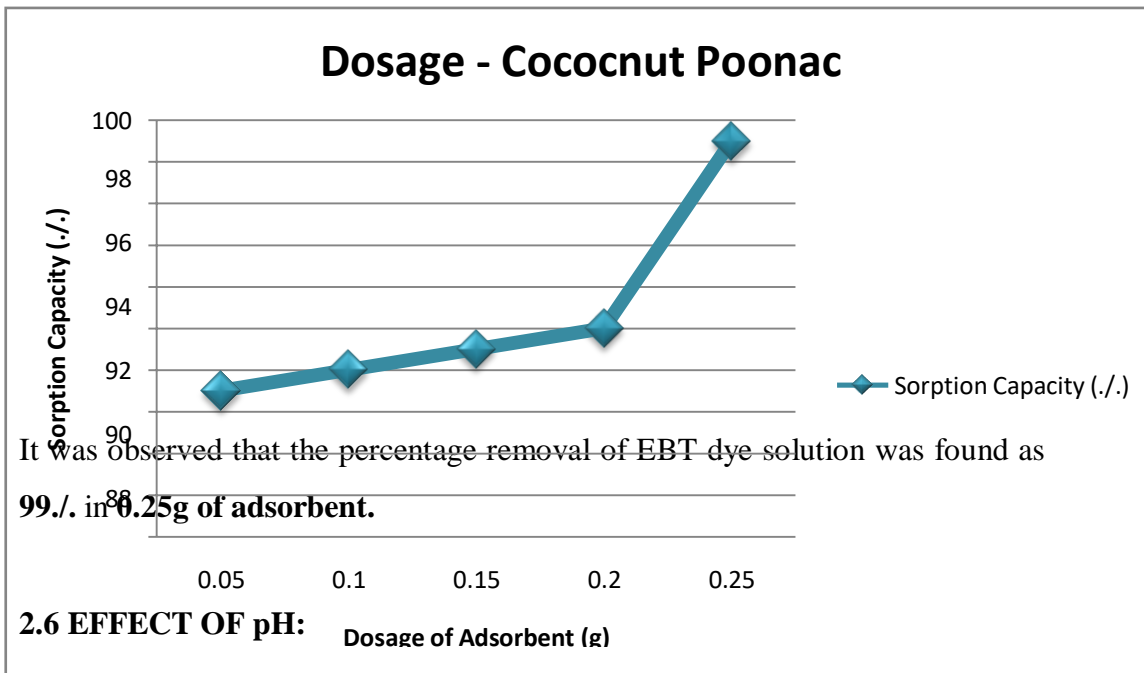 Dosage - Cococnut Poonac
100
98
96
94
92
90
88
Sorption Capacity (./.)
Sorption Capacity (./.)
It was observed that the percentage removal of EBT dye solution was found as
99./. in 0.25g of adsorbent.
0.05 0.1 0.15 0.2 0.25
2.6 EFFECT OF pH:
Dosage of Adsorbent (g)